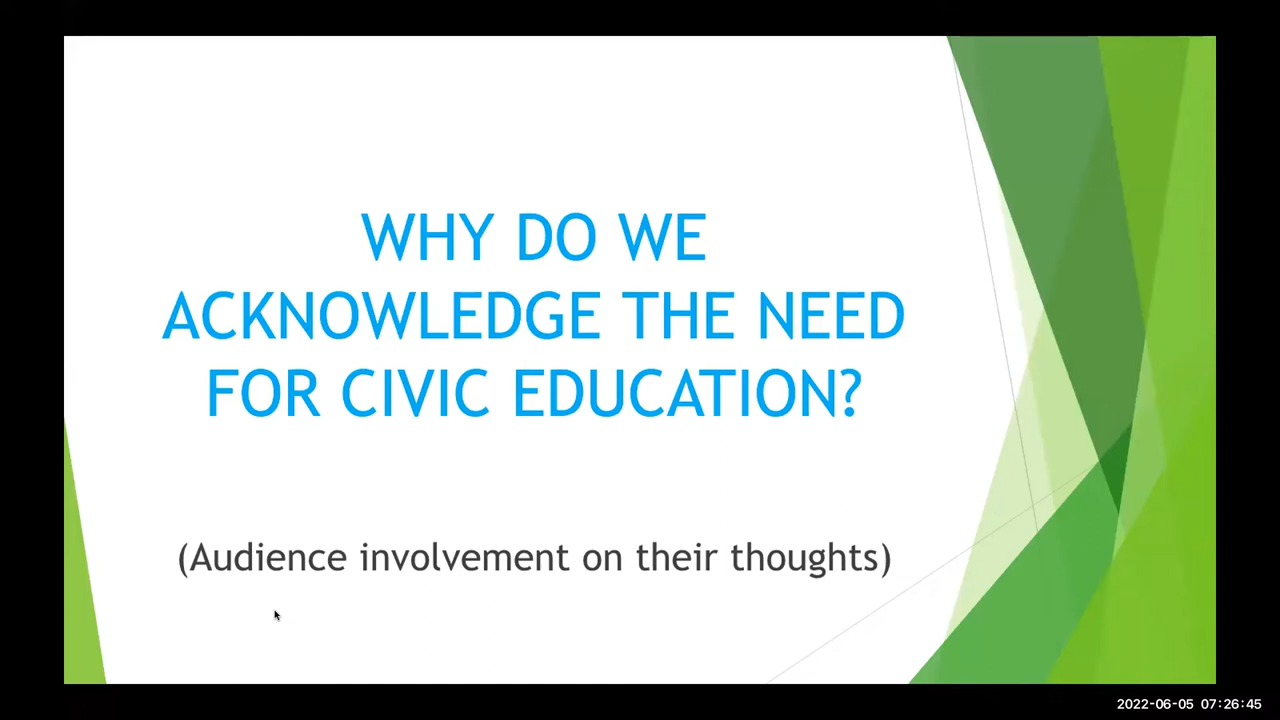 WHY DO WE
ACKNOWLEDGE THE NEED
FOR CIVIC EDUCATION?
(Audience involvement on their thoughts)
2022-06-05 07:26:45